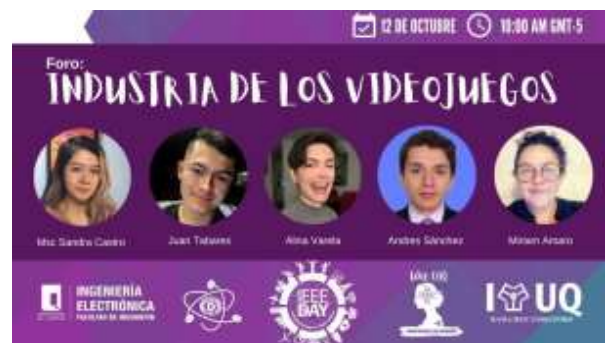 12 DE OCTUBRE 10:00 AM GMT-5
Foro:
INDUSTRIA DE LOS VIDEOJUEGOS
Msc Sandra Castro
Juan Tabares
Alina Varela
Andres Sánchez
Miriam Amaro
INGENIERÍA
ELECTRÓNICA
FACULTAD DE INGENIERÍA
IEEE
DAY
UQ